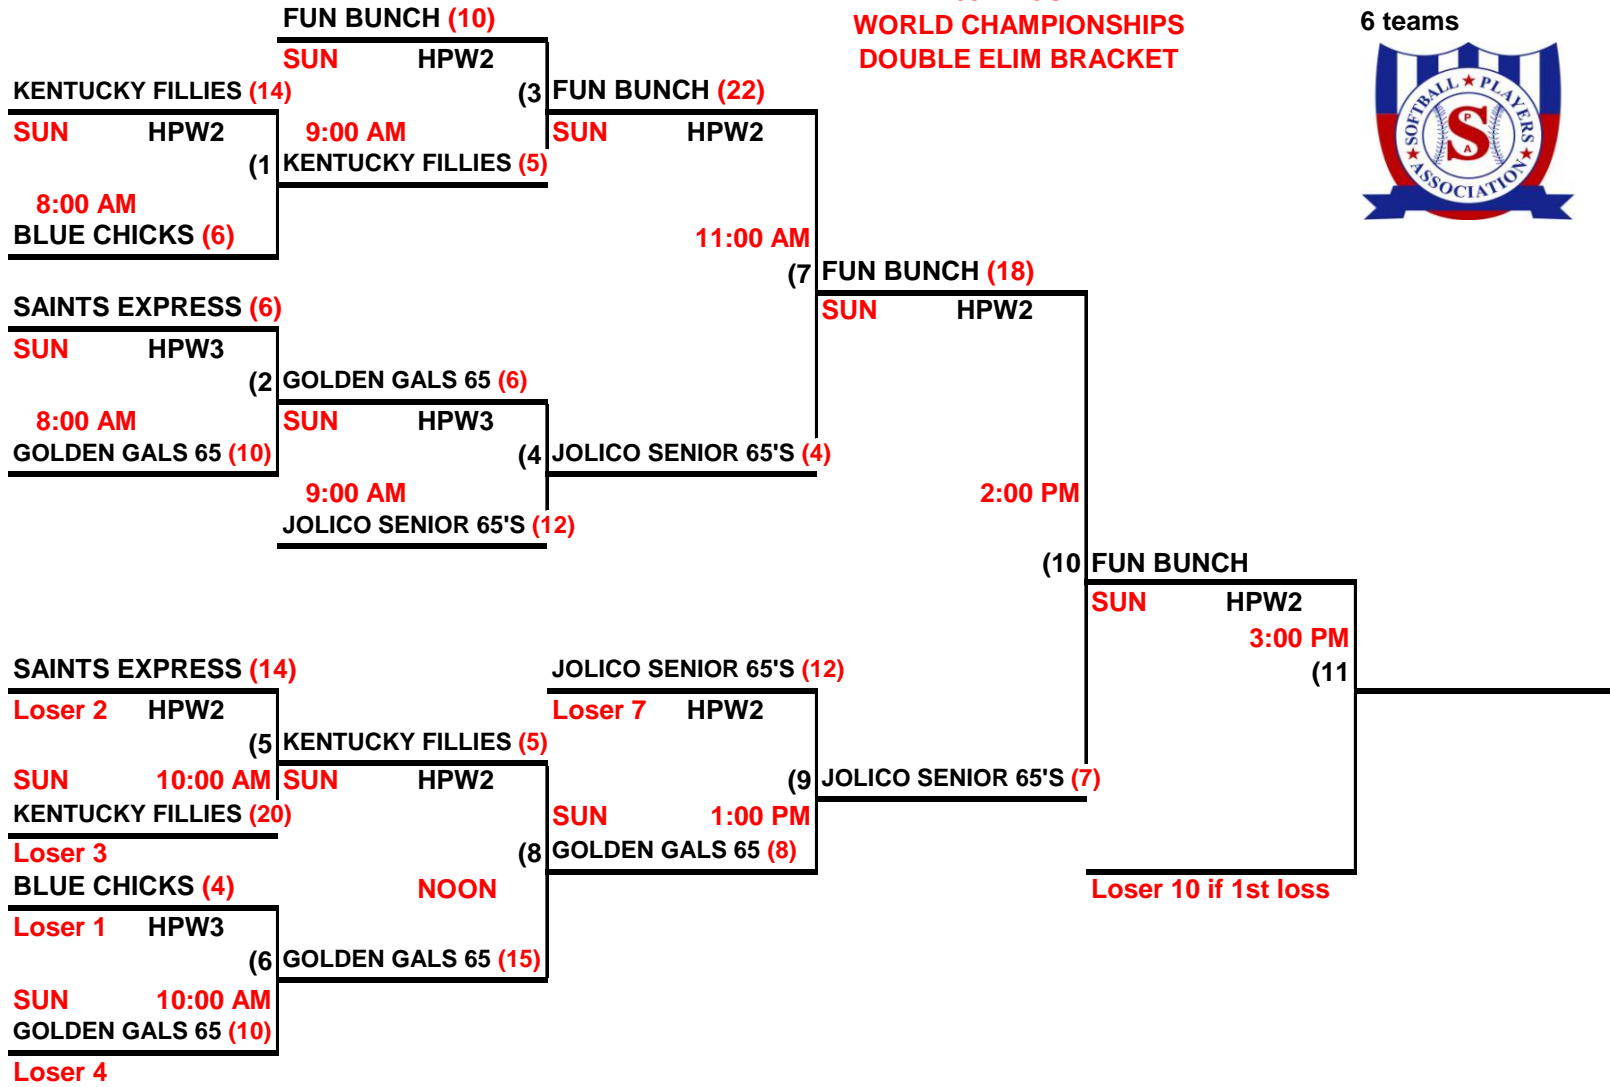 FUN BUNCH (10)
WORLD CHAMPIONSHIPS
6 teams
SUN HPW2
DOUBLE ELIM BRACKET
KENTUCKY FILLIES (14)
(3 FUN BUNCH (22)
SUN HPW2
9:00 AM
SUN HPW2
(1 KENTUCKY FILLIES (5)
8:00 AM
BLUE CHICKS (6)
11:00 AM
(7 FUN BUNCH (18)
SAINTS EXPRESS (6)
SUN HPW2
SUN HPW3
(2 GOLDEN GALS 65 (6)
8:00 AM
SUN HPW3
GOLDEN GALS 65 (10)
(4 JOLICO SENIOR 65'S (4)
9:00 AM
2:00 PM
JOLICO SENIOR 65'S (12)
(10 FUN BUNCH
SUN HPW2
3:00 PM
SAINTS EXPRESS (14)
JOLICO SENIOR 65'S (12)
(11
Loser 2 HPW2
Loser 7 HPW2
(5 KENTUCKY FILLIES (5)
SUN 10:00 AM
SUN HPW2
(9 JOLICO SENIOR 65'S (7)
KENTUCKY FILLIES (20)
SUN 1:00 PM
Loser 3
(8 GOLDEN GALS 65 (8)
BLUE CHICKS (4)
NOON
Loser 10 if 1st loss
Loser 1 HPW3
(6 GOLDEN GALS 65 (15)
SUN 10:00 AM
GOLDEN GALS 65 (10)
Loser 4
SOFTBALL ★ PLAYERS
★ ASSOCIATION ★
P
S
A